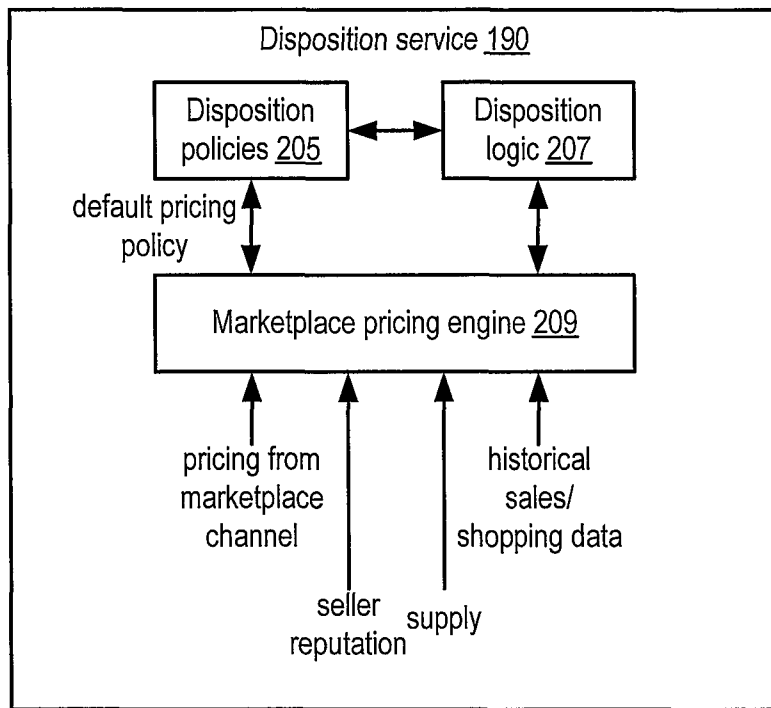 Disposition service 190
Disposition
policies 205
Disposition
logic 207
default pricing
policy
Marketplace pricing engine 209
pricing from
marketplace
channel
historical
sales/
shopping data
seller
reputation
supply